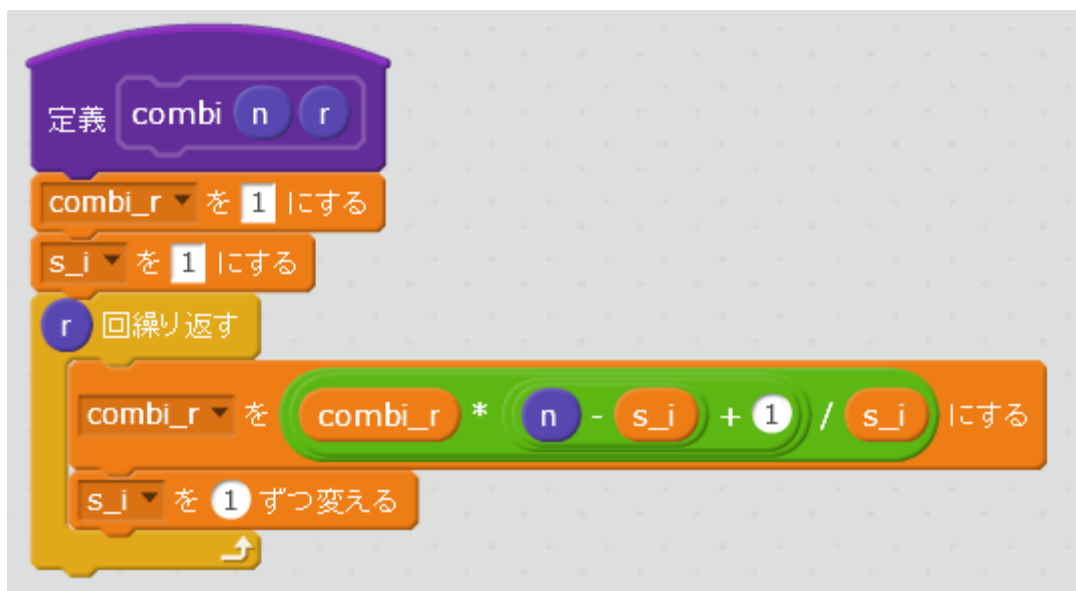 定義 combi n r
combi_r を 1 にする
s_i を 1 にする
r 回繰り返す
combi_r を combi_r * n - s_i + 1 / s_i にする
s_i を 1 ずつ変える